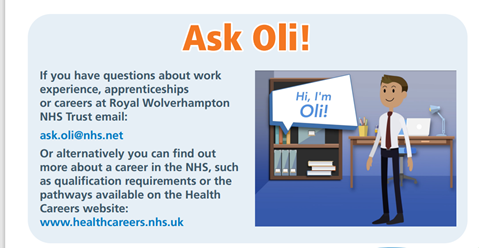 Ask Oli!
If you have questions about work
experience, apprenticeships
or careers at Royal Wolverhampton
NHS Trust email:
ask.oli@nhs.net
Or alternatively you can find out
more about a career in the NHS, such
as qualification requirements or the
pathways available on the Health
Careers website:
www.healthcareers.nhs.uk
Hi, I'm
Oli!